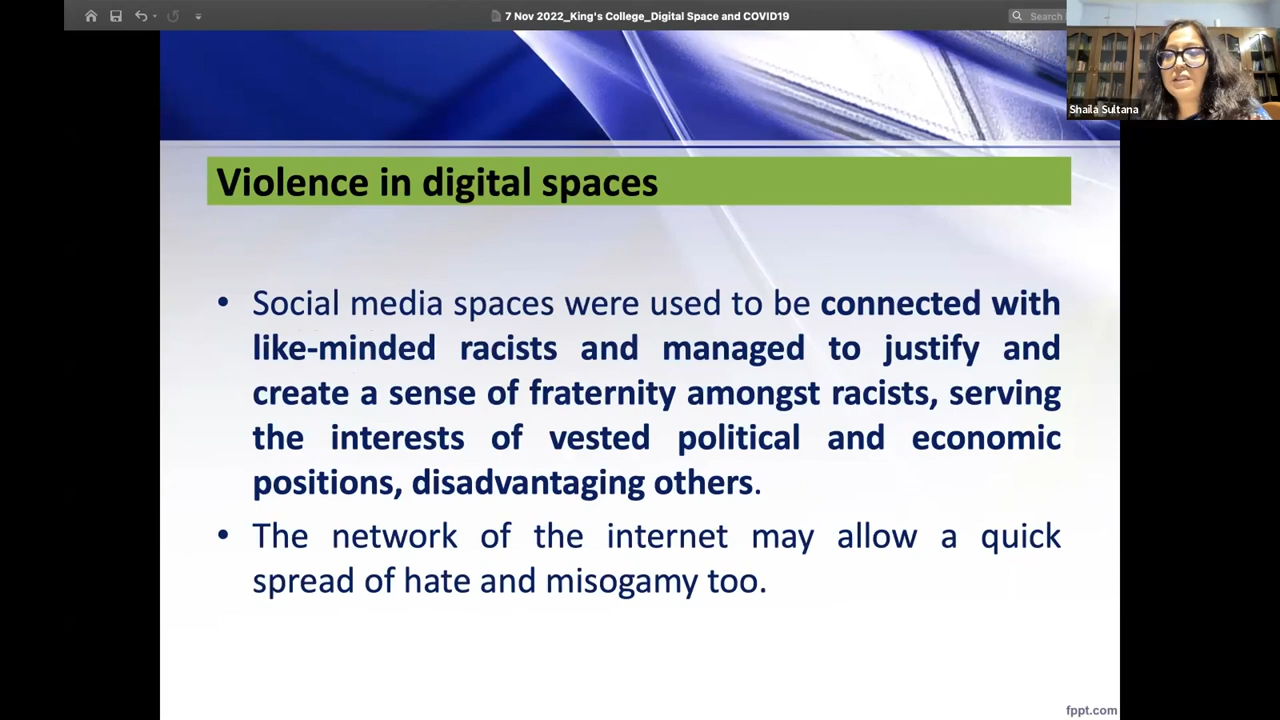 7 Nov 2022_King's College_Digital Space and COVID19
Search
Shaila Sultana
Violence in digital spaces
• Social media spaces were used to be connected with
like-minded racists and managed to justify and
create a sense of fraternity amongst racists, serving
the interests of vested political and economic
positions, disadvantaging others.
• The network of the internet may allow a quick
spread of hate and misogamy too.
fppt.com